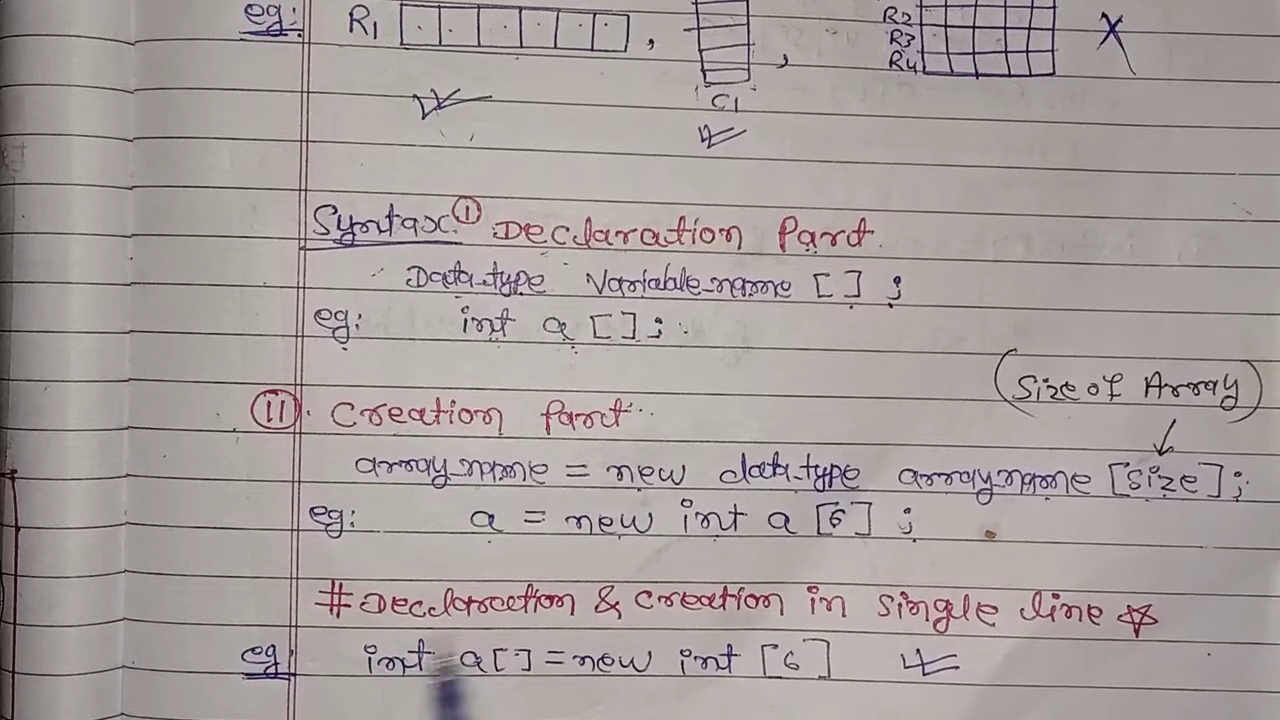 eg: R1 , , R2
R3
R4
C1
Syntax: ① Declaration Part.
Data-type Variable-name [ ] ;
eg: int a [ ] ;
(Size of Array)
⑪. Creation Part
array-name = new data-type array-name [size] ;
eg: a = new int a [6] ;
# Declaration & creation in single line ☆
eg: int a [ ] = new int [6]